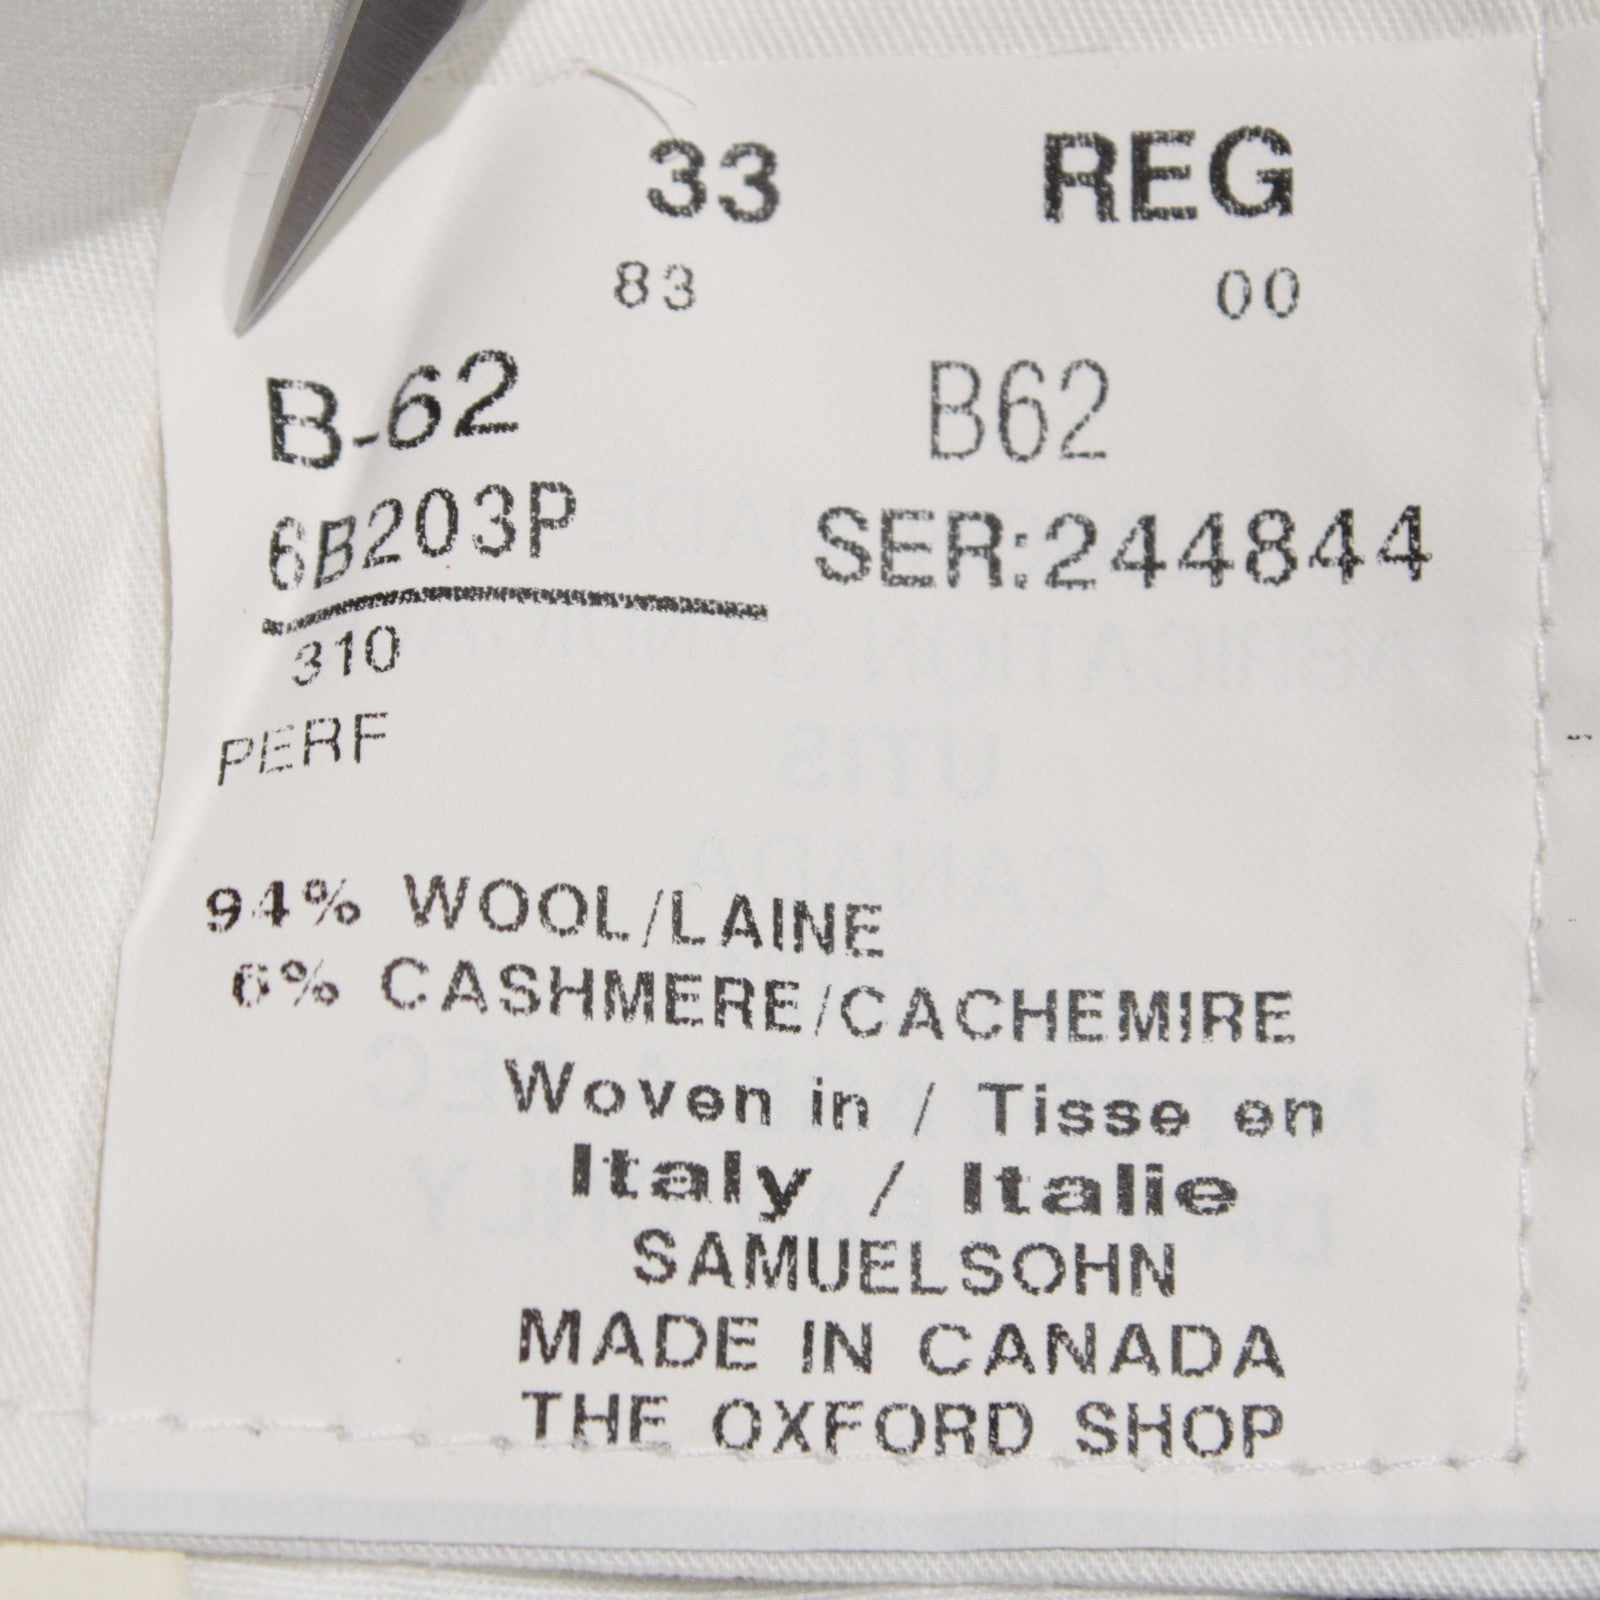 33 REG
83 00
B-62 B62
6B203P SER:244844
310
PERF
94% WOOL/LAINE
6% CASHMERE/CACHEMIRE
Woven in / Tisse en
Italy / Italie
SAMUELSOHN
MADE IN CANADA
THE OXFORD SHOP